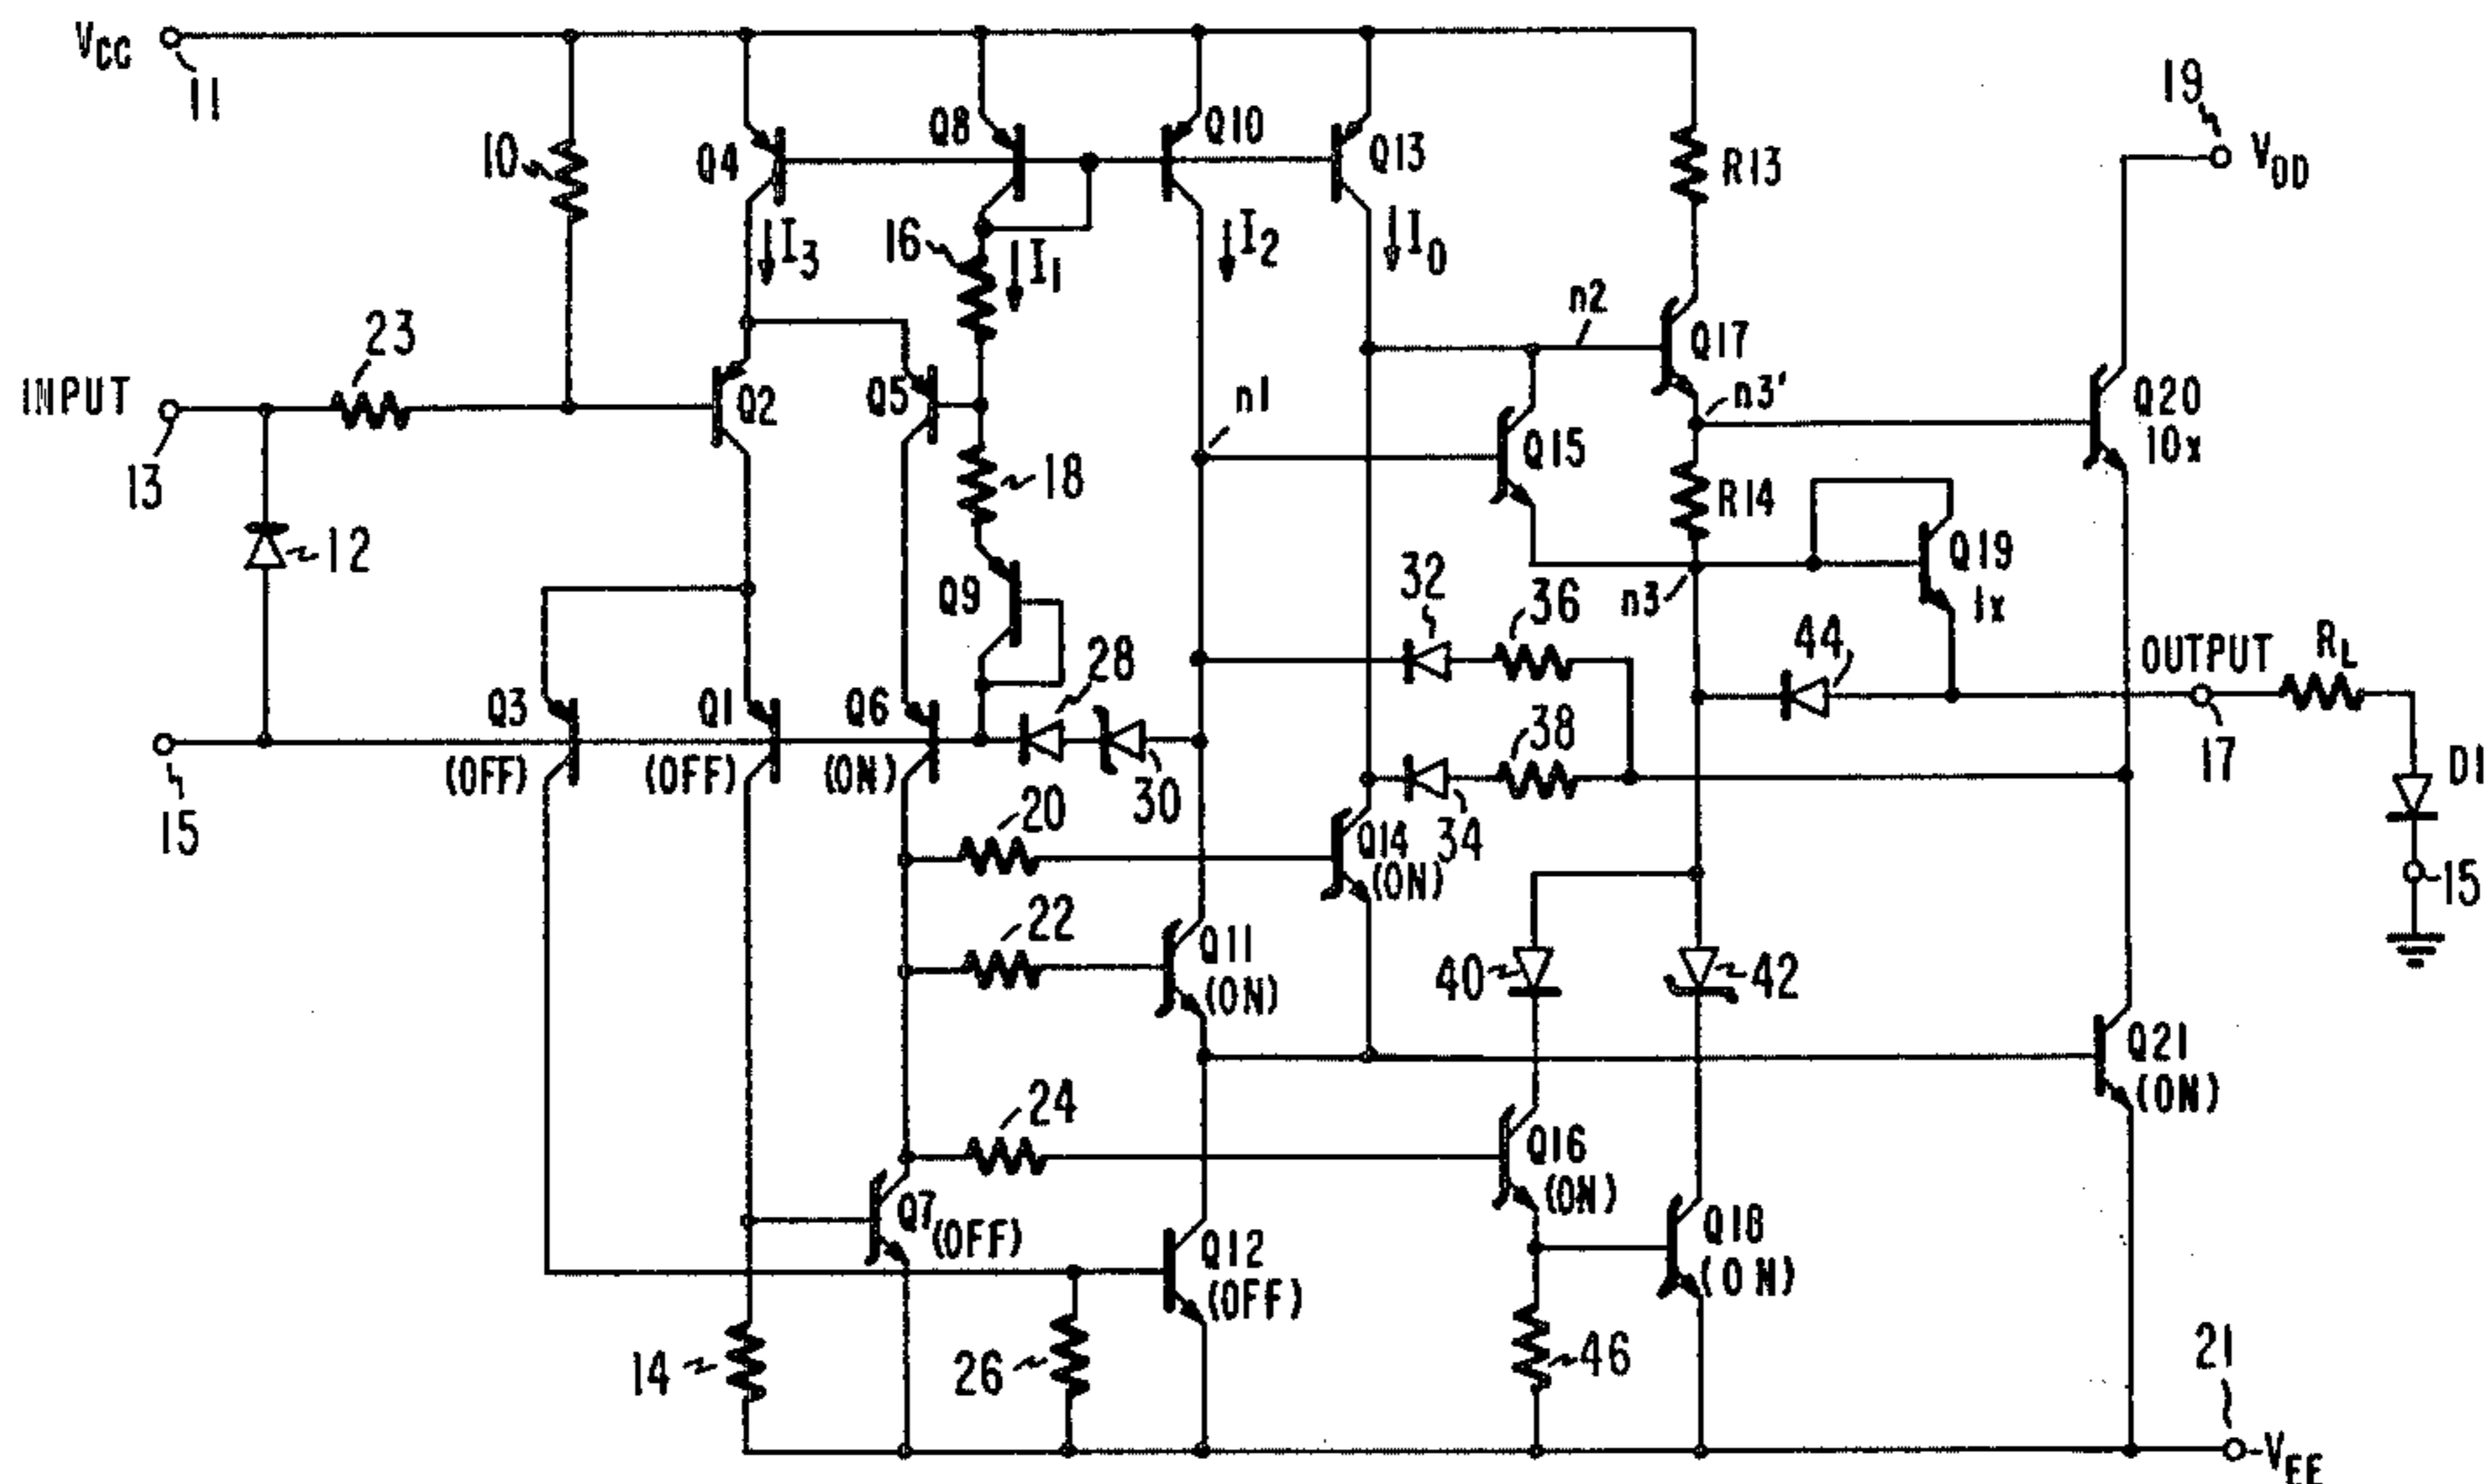 VCC
11
10
Q4
Q8
Q10
Q13
R13
19
VDD
I3
16
I1
I2
I0
n2
23
INPUT
13
Q2
Q5
n1
Q17
n3'
Q20
10x
12
18
Q15
R14
Q19
1x
Q9
32
36
n3
44
OUTPUT
RL
28
Q3
(OFF)
Q1
(OFF)
Q6
(ON)
30
38
34
17
D1
15
20
Q14
(ON)
15
22
Q11
(ON)
40
42
Q21
(ON)
24
Q16
(ON)
Q7
(OFF)
Q12
(OFF)
Q18
(ON)
14
26
46
21
-VEE